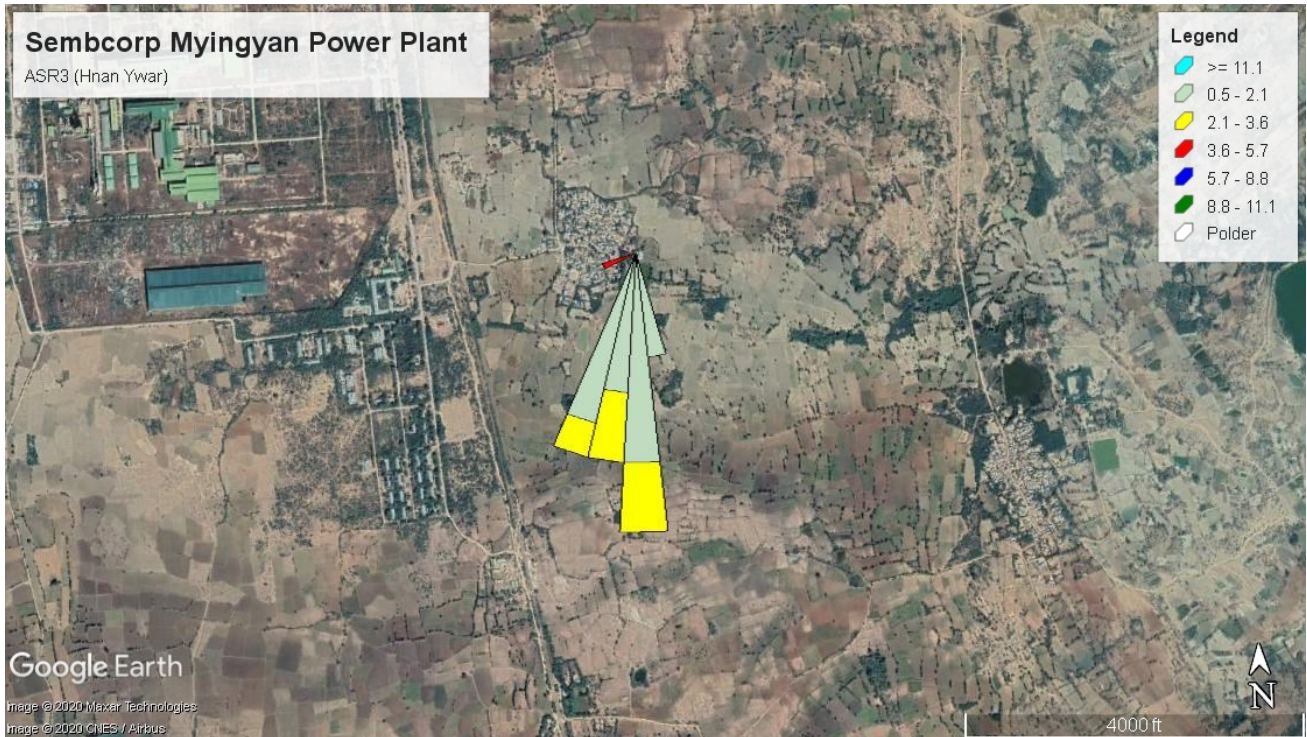 Sembcorp Myingyan Power Plant
ASR3 (Hnan Ywar)
Legend
>= 11.1
0.5 - 2.1
2.1 - 3.6
3.6 - 5.7
5.7 - 8.8
8.8 - 11.1
Polder
Google Earth
Image © 2020 Maxar Technologies
Image © 2020 CNES / Airbus
N
4000 ft